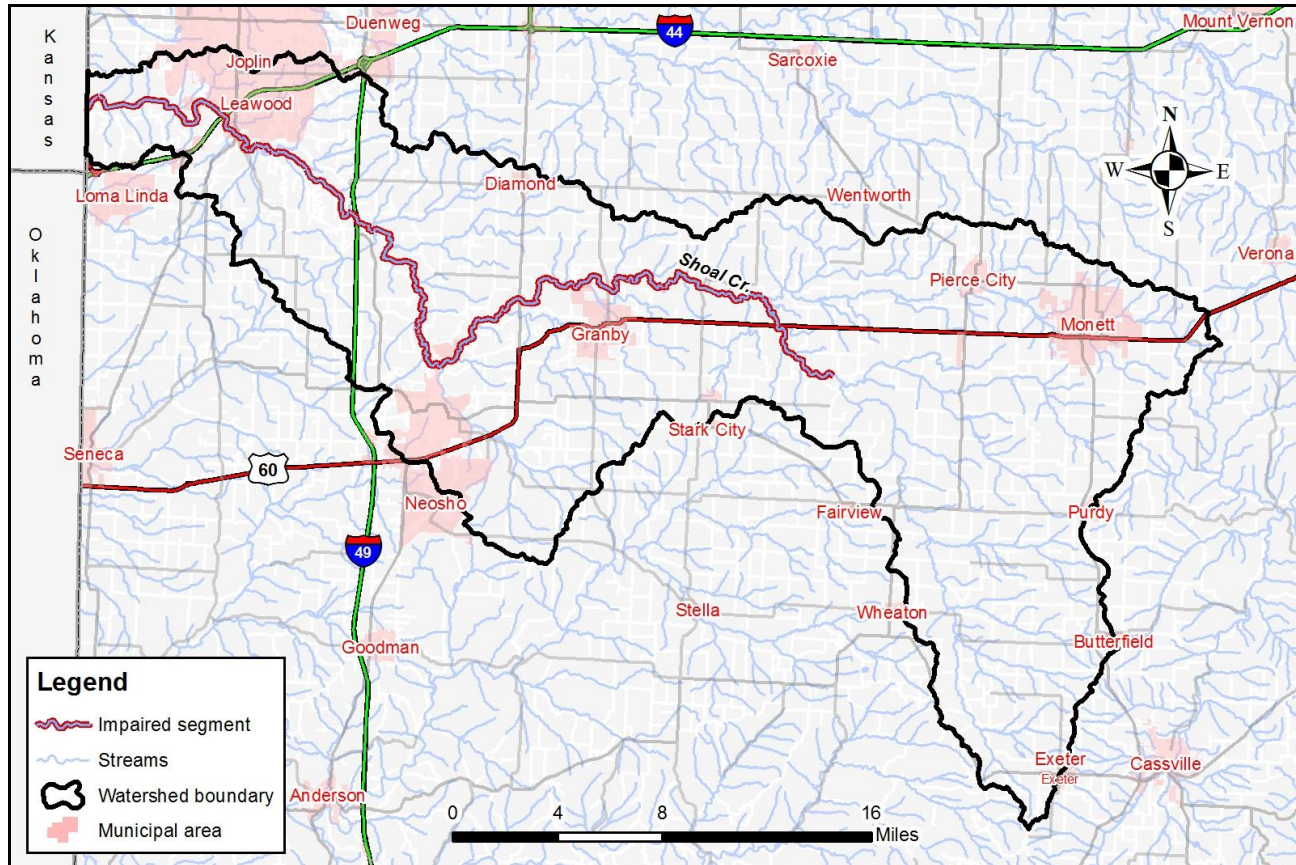 Kansas
Oklahoma
Duenweg
Mount Vernon
44
Joplin
Sarcoxie
Leawood
N
W
E
S
Loma Linda
Diamond
Wentworth
Verona
Shoal Cr.
Pierce City
Monett
Granby
Stark City
Seneca
60
Neosho
Fairview
Purdy
49
Stella
Wheaton
Goodman
Butterfield
Exeter
Exeter
Cassville
Anderson
Legend
Impaired segment
Streams
Watershed boundary
Municipal area
0 4 8 16
Miles